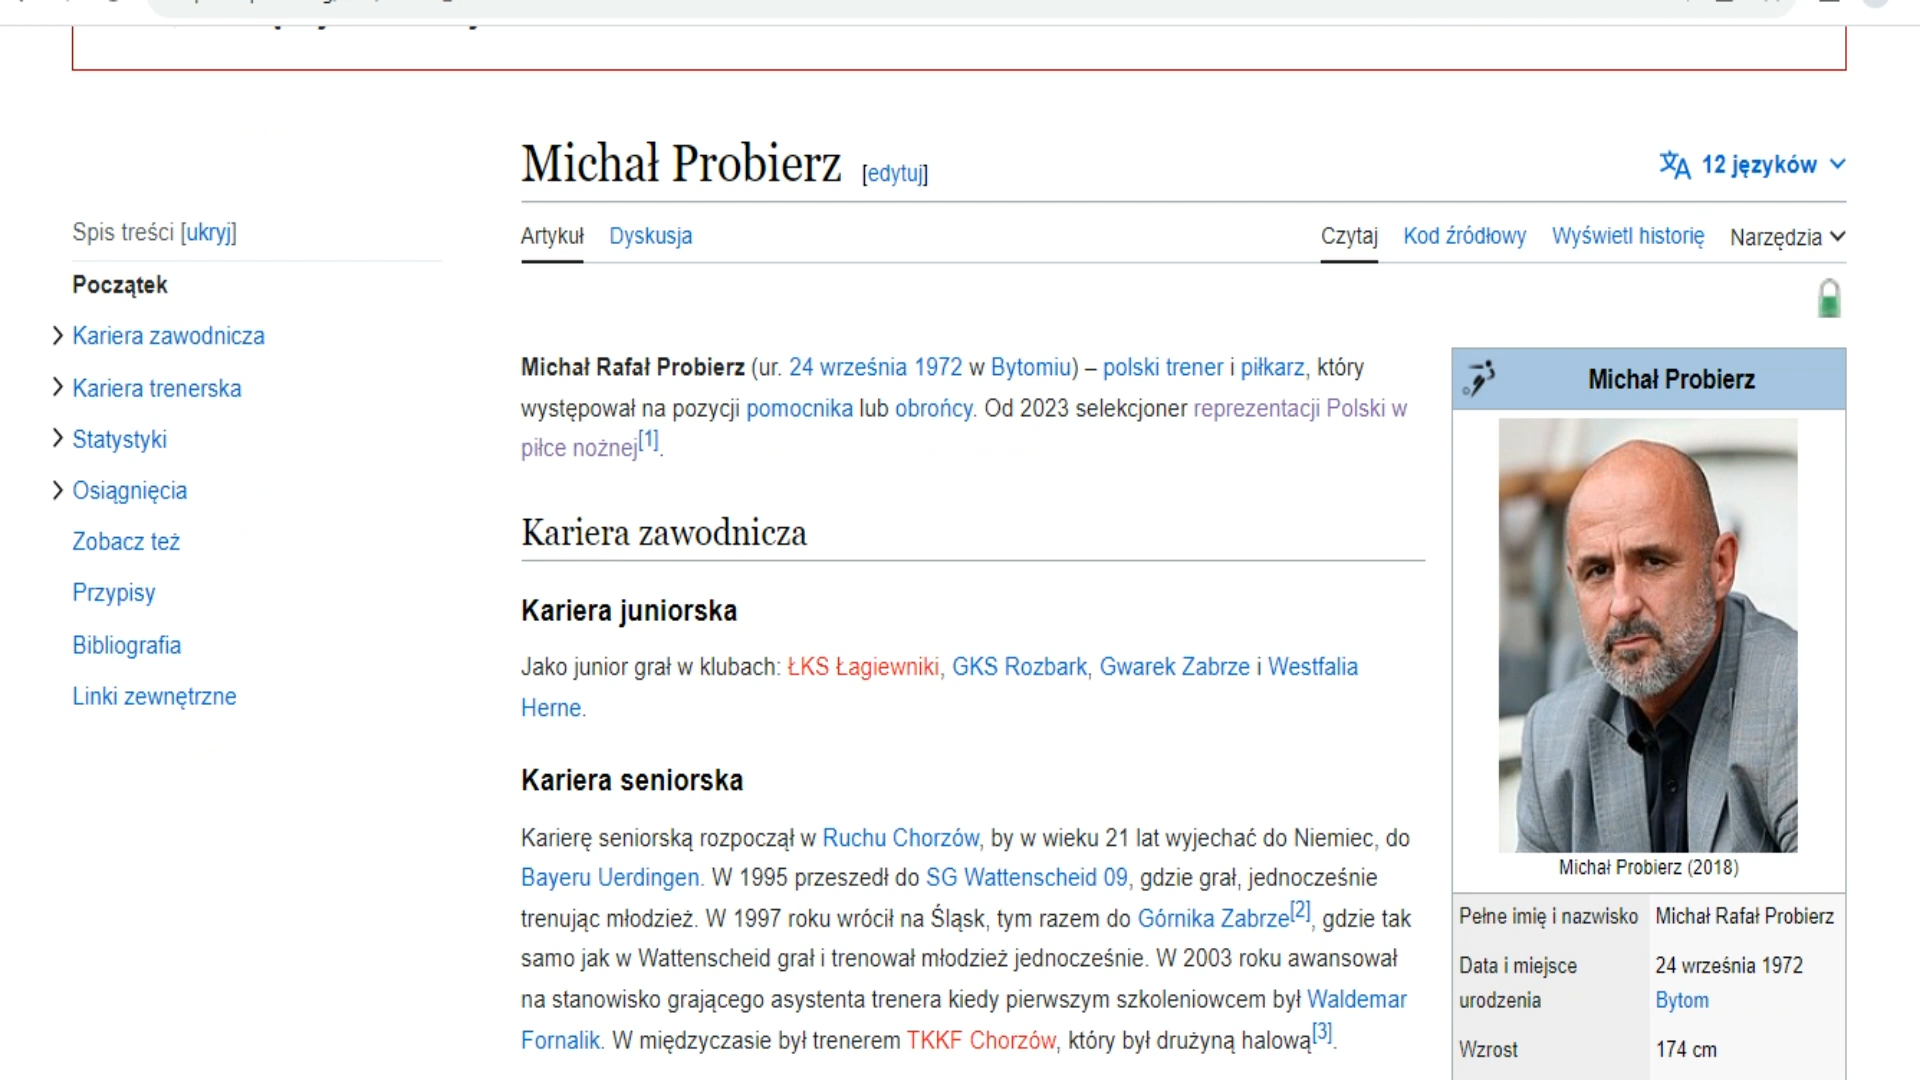 Michał Probierz [edytuj]
12 języków
Spis treści [ukryj]
Artykuł Dyskusja
Czytaj Kod źródłowy Wyświetl historię Narzędzia
Początek
Kariera zawodnicza
Kariera trenerska
Statystyki
Osiągnięcia
Zobacz też
Przypisy
Bibliografia
Linki zewnętrzne
Michał Rafał Probierz (ur. 24 września 1972 w Bytomiu) – polski trener i piłkarz, który
występował na pozycji pomocnika lub obrońcy. Od 2023 selekcjoner reprezentacji Polski w
piłce nożnej[1].
Kariera zawodnicza
Kariera juniorska
Jako junior grał w klubach: ŁKS Łagiewniki, GKS Rozbark, Gwarek Zabrze i Westfalia
Herne.
Kariera seniorska
Karierę seniorską rozpoczął w Ruchu Chorzów, by w wieku 21 lat wyjechać do Niemiec, do
Bayeru Uerdingen. W 1995 przeszedł do SG Wattenscheid 09, gdzie grał, jednocześnie
trenując młodzież. W 1997 roku wrócił na Śląsk, tym razem do Górnika Zabrze[2], gdzie tak
samo jak w Wattenscheid grał i trenował młodzież jednocześnie. W 2003 roku awansował
na stanowisko grającego asystenta trenera kiedy pierwszym szkoleniowcem był Waldemar
Fornalik. W międzyczasie był trenerem TKKF Chorzów, który był drużyną halową[3].
Michał Probierz
Michał Probierz (2018)
Pełne imię i nazwisko Michał Rafał Probierz
Data i miejsce 24 września 1972
urodzenia Bytom
Wzrost 174 cm